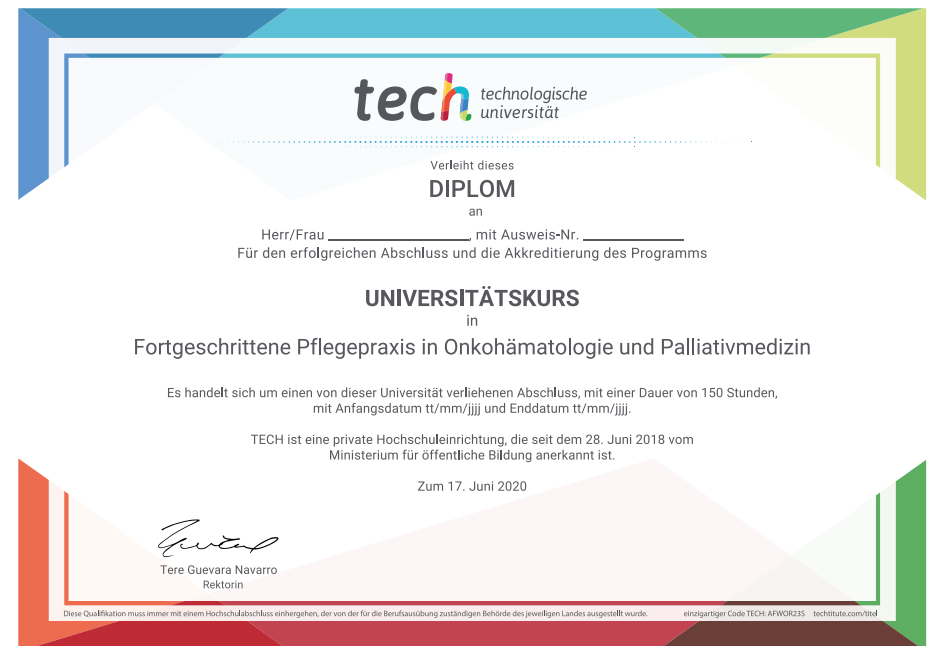 tech technologische
universität
Verleiht dieses
DIPLOM
an
Herr/Frau ____________________, mit Ausweis-Nr. ______________
Für den erfolgreichen Abschluss und die Akkreditierung des Programms
UNIVERSITÄTSKURS
in
Fortgeschrittene Pflegepraxis in Onkohämatologie und Palliativmedizin
Es handelt sich um einen von dieser Universität verliehenen Abschluss, mit einer Dauer von 150 Stunden,
mit Anfangsdatum tt/mm/jjjj und Enddatum tt/mm/jjjj.
TECH ist eine private Hochschuleinrichtung, die seit dem 28. Juni 2018 vom
Ministerium für öffentliche Bildung anerkannt ist.
Zum 17. Juni 2020
Tere Guevara Navarro
Rektorin
Diese Qualifikation muss immer mit einem Hochschulabschluss einhergehen, der von der für die Berufsausübung zuständigen Behörde des jeweiligen Landes ausgestellt wurde. einzigartiger Code TECH: AFWOR23S techtitute.com/titel